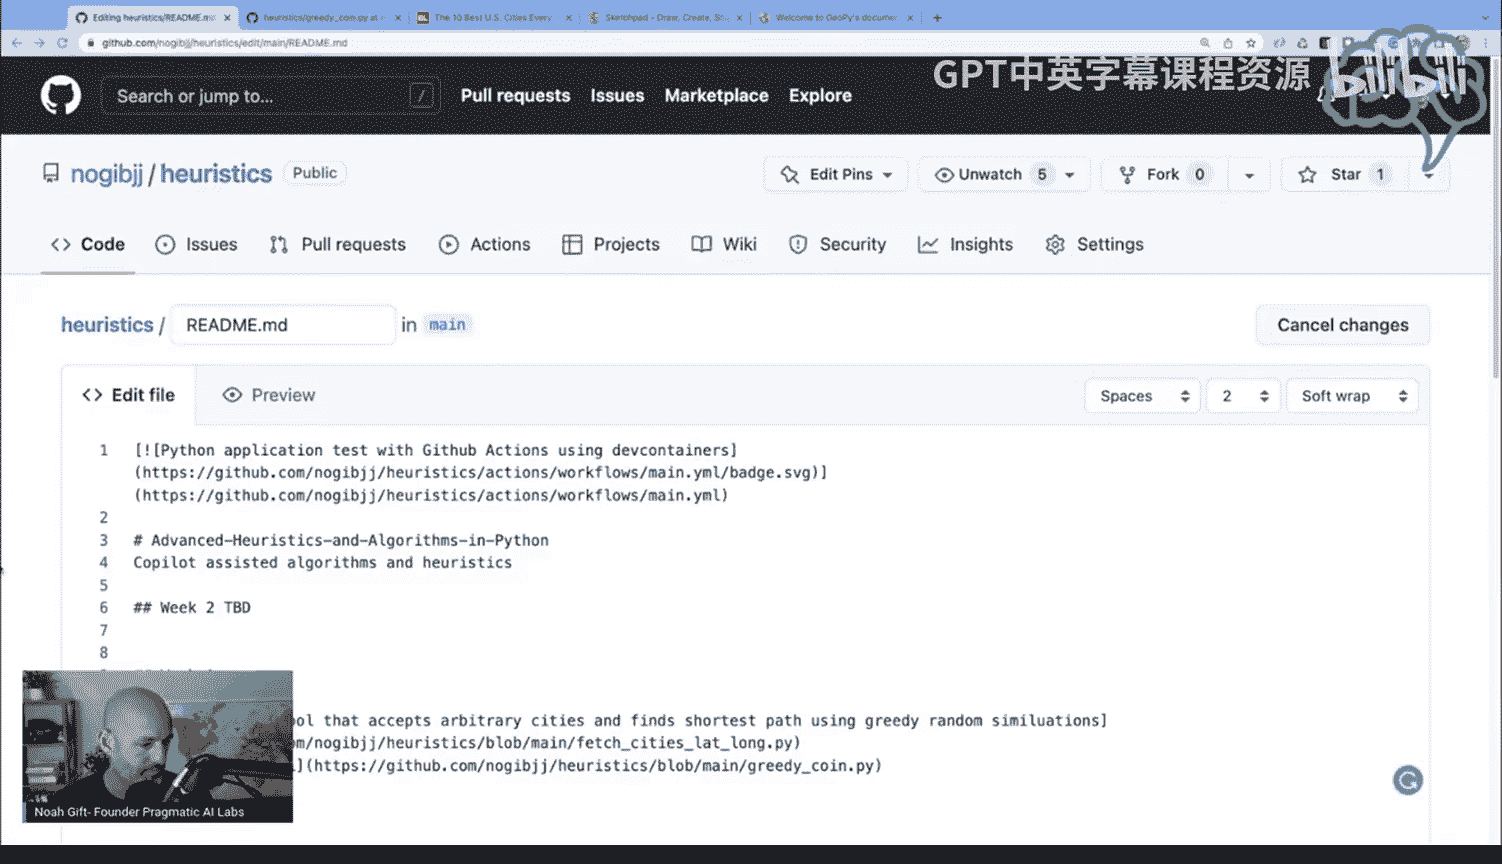 Editing heuristics/README.md
heuristics/greedy_coin.py at
The 10 Best U.S. Cities Every
Sketchpad - Draw, Create, Sh
Welcome to GeoPy's document
github.com/nogibjj/heuristics/edit/main/README.md
GPT中英字幕课程资源
bilibili
Search or jump to... /
Pull requests Issues Marketplace Explore
nogibjj / heuristics Public
Edit Pins Unwatch 5 Fork 0 Star 1
Code Issues Pull requests Actions Projects Wiki Security Insights Settings
heuristics / README.md in main Cancel changes
Edit file Preview Spaces 2 Soft wrap
1 [![Python application test with Github Actions using devcontainers]
(https://github.com/nogibjj/heuristics/actions/workflows/main.yml/badge.svg)]
(https://github.com/nogibjj/heuristics/actions/workflows/main.yml)
2
3 # Advanced-Heuristics-and-Algorithms-in-Python
4 Copilot assisted algorithms and heuristics
5
6 ## Week 2 TBD
7
8
ool that accepts arbitrary cities and finds shortest path using greedy random similuations]
om/nogibjj/heuristics/blob/main/fetch_cities_lat_long.py)
](https://github.com/nogibjj/heuristics/blob/main/greedy_coin.py)
Noah Gift- Founder Pragmatic AI Labs